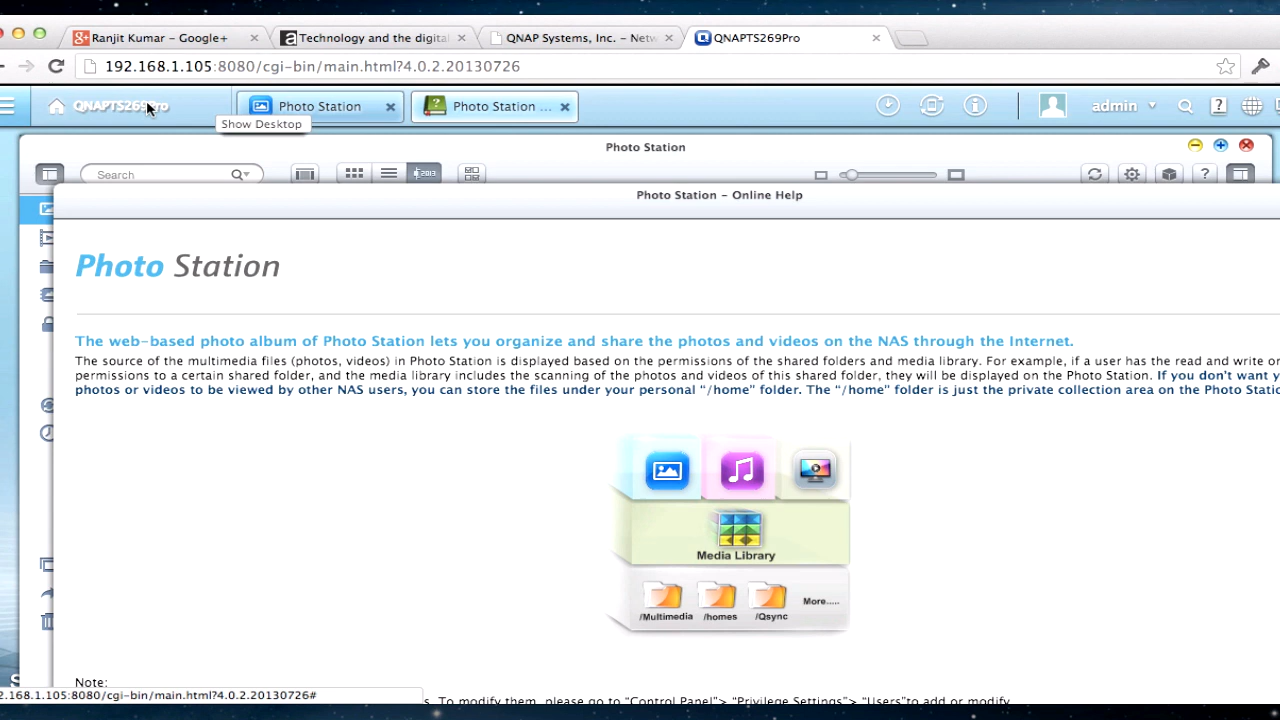 Ranjit Kumar – Google+
Technology and the digita
QNAP Systems, Inc. – Netw
QNAPTS269Pro
192.168.1.105:8080/cgi-bin/main.html?4.0.2.20130726
QNAPTS269Pro
Photo Station
Photo Station ...
admin
Show Desktop
Photo Station
Search
2013
Photo Station – Online Help
Photo Station
The web-based photo album of Photo Station lets you organize and share the photos and videos on the NAS through the Internet.
The source of the multimedia files (photos, videos) in Photo Station is displayed based on the permissions of the shared folders and media library. For example, if a user has the read and write or
permissions to a certain shared folder, and the media library includes the scanning of the photos and videos of this shared folder, they will be displayed on the Photo Station. If you don't want y
photos or videos to be viewed by other NAS users, you can store the files under your personal "/home" folder. The "/home" folder is just the private collection area on the Photo Static
Media Library
/Multimedia /homes /Qsync More.....
Note:
2.168.1.105:8080/cgi-bin/main.html?4.0.2.20130726#
s. To modify them, please go to "Control Panel"> "Privilege Settings"> "Users"to add or modify